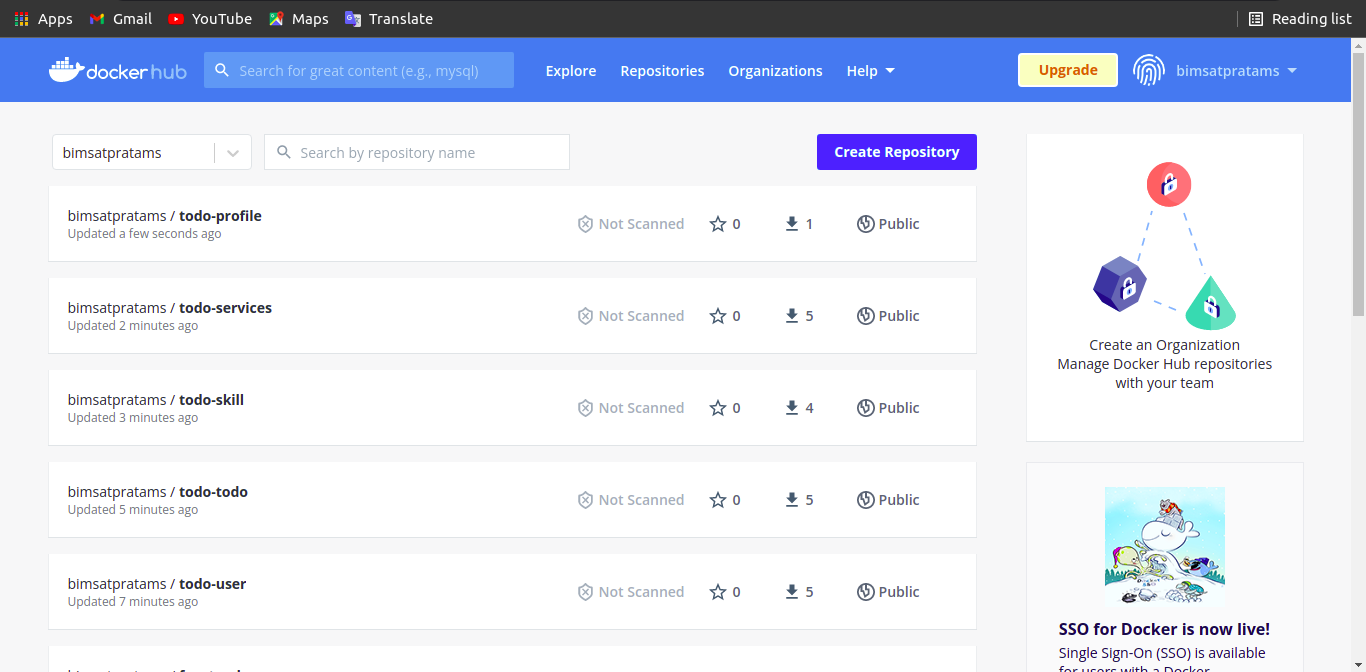 Apps Gmail YouTube Maps Translate Reading list
docker hub Search for great content (e.g., mysql) Explore Repositories Organizations Help Upgrade bimsatpratams
bimsatpratams Search by repository name Create Repository
bimsatpratams / todo-profile
Updated a few seconds ago
Not Scanned 0 1 Public
bimsatpratams / todo-services
Updated 2 minutes ago
Not Scanned 0 5 Public
bimsatpratams / todo-skill
Updated 3 minutes ago
Not Scanned 0 4 Public
bimsatpratams / todo-todo
Updated 5 minutes ago
Not Scanned 0 5 Public
bimsatpratams / todo-user
Updated 7 minutes ago
Not Scanned 0 5 Public
Create an Organization
Manage Docker Hub repositories
with your team
SSO for Docker is now live!
Single Sign-On (SSO) is available
for users with a Docker